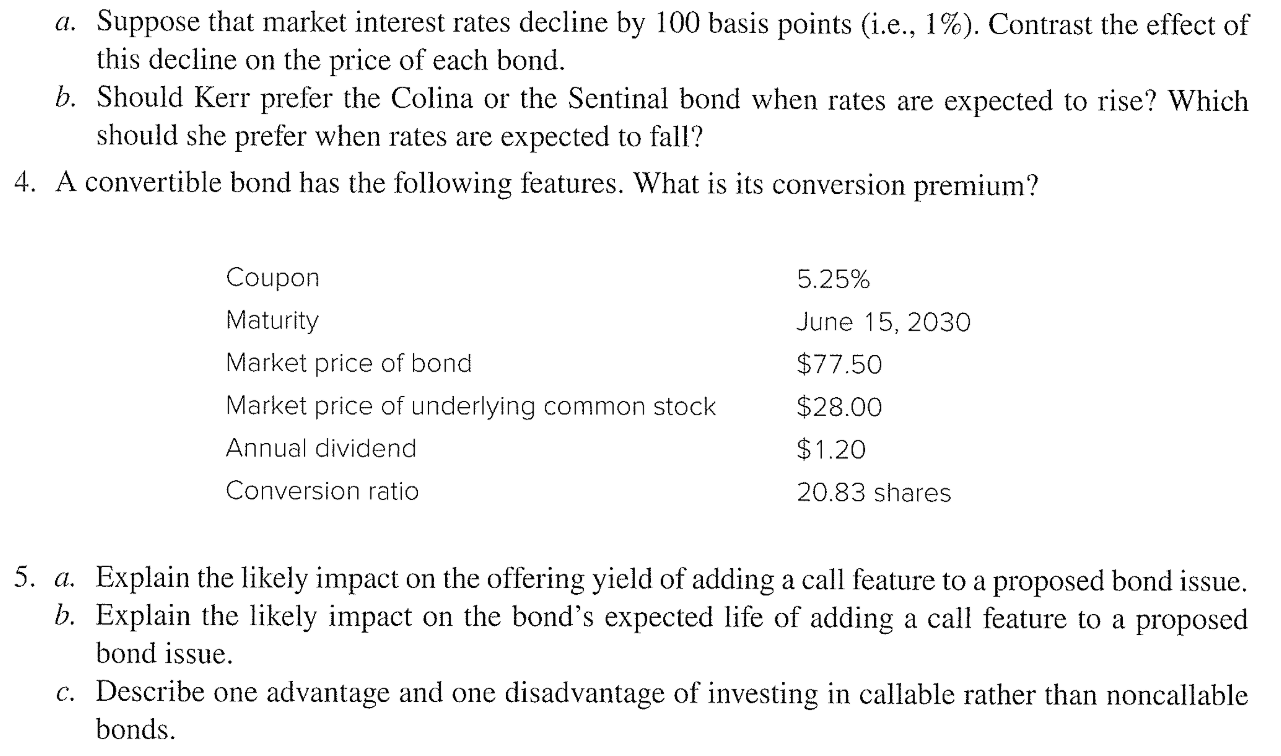 a. Suppose that market interest rates decline by 100 basis points (i.e., 1%). Contrast the effect of
this decline on the price of each bond.
b. Should Kerr prefer the Colina or the Sentinal bond when rates are expected to rise? Which
should she prefer when rates are expected to fall?
4. A convertible bond has the following features. What is its conversion premium?
Coupon 5.25%
Maturity June 15, 2030
Market price of bond $77.50
Market price of underlying common stock $28.00
Annual dividend $1.20
Conversion ratio 20.83 shares
5. a. Explain the likely impact on the offering yield of adding a call feature to a proposed bond issue.
b. Explain the likely impact on the bond's expected life of adding a call feature to a proposed
bond issue.
c. Describe one advantage and one disadvantage of investing in callable rather than noncallable
bonds.